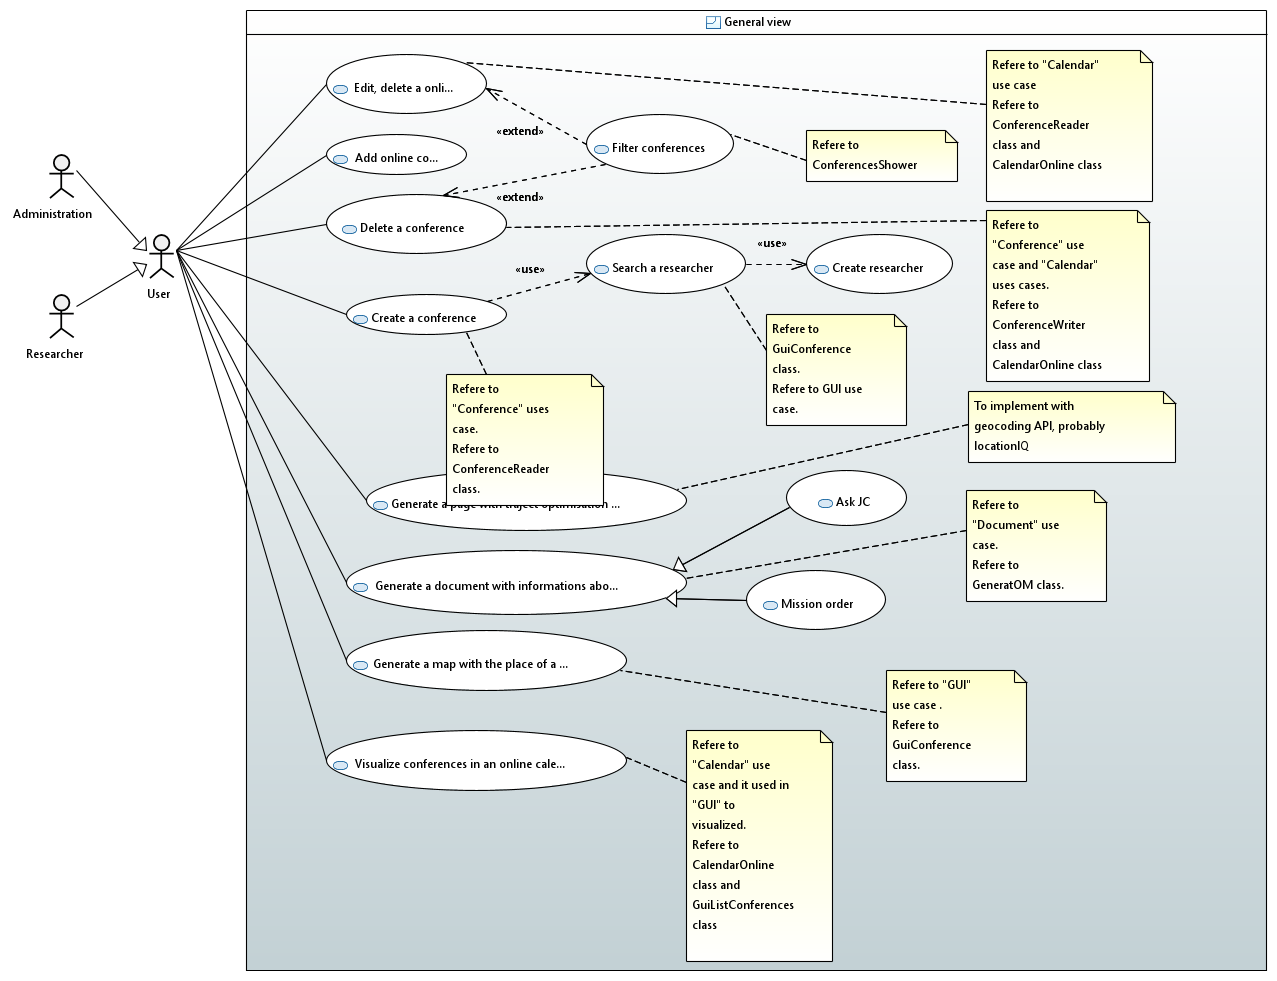 General view
Edit, delete a onli...
Refere to "Calendar"
use case
Refere to
ConferenceReader
class and
CalendarOnline class
«extend»
Filter conferences
Refere to
ConferencesShower
Add online co...
Administration
«extend»
Delete a conference
Refere to
"Conference" use
case and "Calendar"
uses cases.
Refere to
ConferenceWriter
class and
CalendarOnline class
User
«use»
«use»
Search a researcher
Create researcher
Create a conference
Researcher
Refere to
GuiConference
class.
Refere to GUI use
case.
Refere to
"Conference" uses
case.
Refere to
ConferenceReader
class.
To implement with
geocoding API, probably
locationIQ
Generate a page with traject optimisation ...
Ask JC
Refere to
"Document" use
case.
Refere to
GeneratOM class.
Generate a document with informations abo...
Mission order
Generate a map with the place of a ...
Refere to "GUI"
use case .
Refere to
GuiConference
class.
Visualize conferences in an online cale...
Refere to
"Calendar" use
case and it used in
"GUI" to
visualized.
Refere to
CalendarOnline
class and
GuiListConferences
class